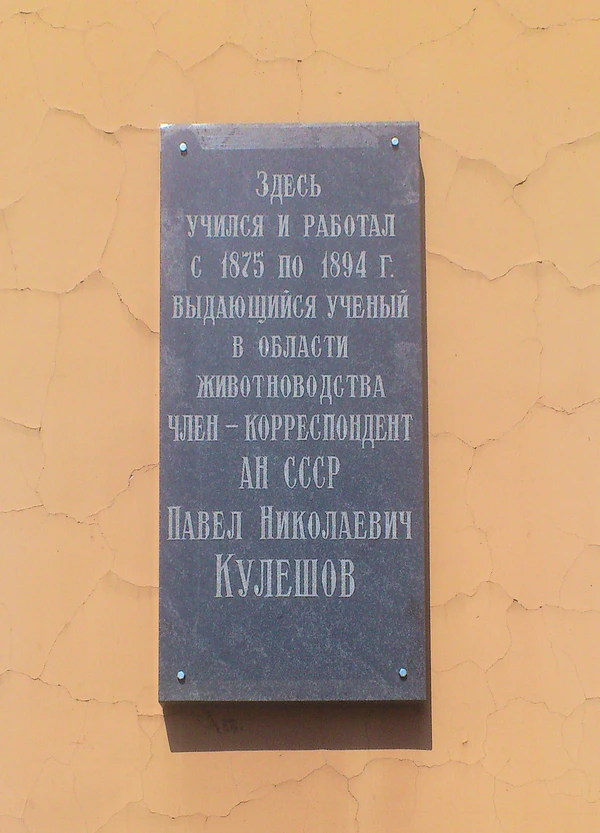 Здесь
учился и работал
с 1875 по 1894 г.
выдающийся ученый
в области
животноводства
член – корреспондент
АН СССР
Павел Николаевич
Кулешов